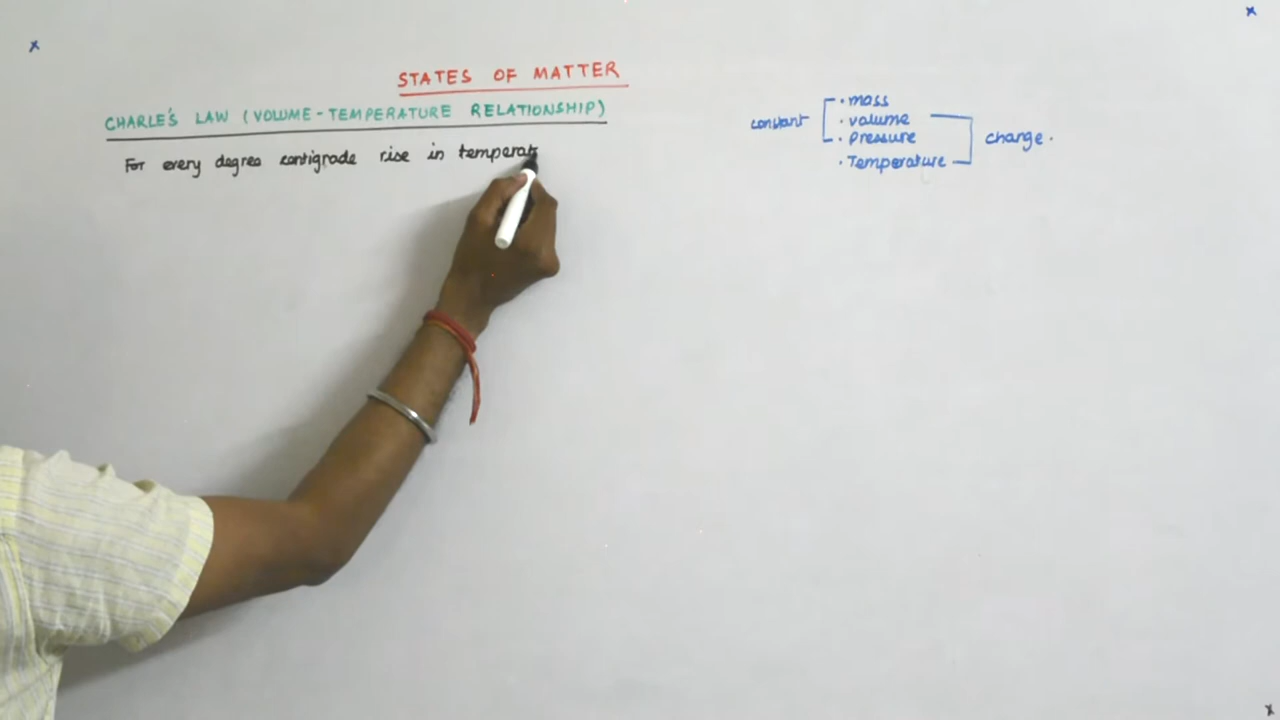 STATES OF MATTER
CHARLE'S LAW (VOLUME-TEMPERATURE RELATIONSHIP)
For every degree centigrade rise in temperat
constant
· mass
· volume
· Pressure
· Temperature
change.